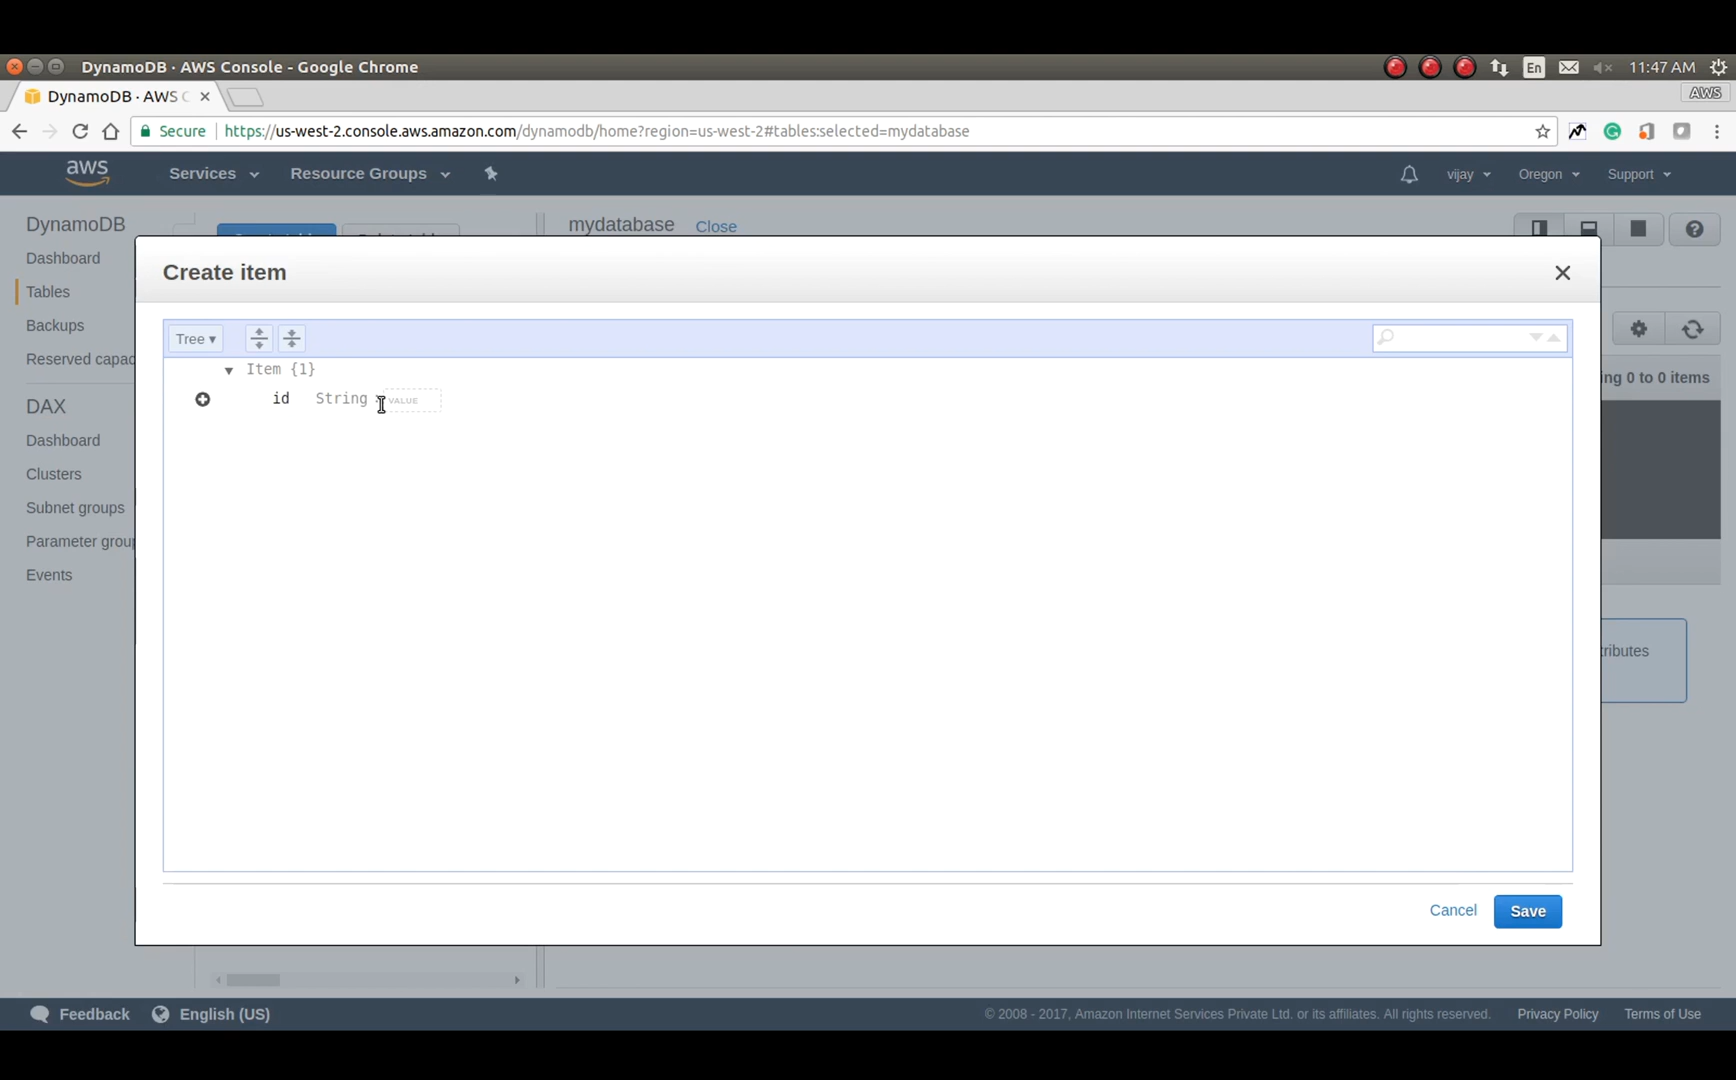 DynamoDB · AWS Console - Google Chrome
En
11:47 AM
DynamoDB · AWS C
AWS
Secure
https://us-west-2.console.aws.amazon.com/dynamodb/home?region=us-west-2#tables:selected=mydatabase
aws
Services
Resource Groups
vijay
Oregon
Support
DynamoDB
mydatabase
Close
Dashboard
Tables
Backups
Reserved capac
DAX
Dashboard
Clusters
Subnet groups
Parameter group
Events
Create item
Tree
Item {1}
id String
VALUE
ing 0 to 0 items
tributes
Cancel
Save
Feedback
English (US)
© 2008 - 2017, Amazon Internet Services Private Ltd. or its affiliates. All rights reserved.
Privacy Policy
Terms of Use